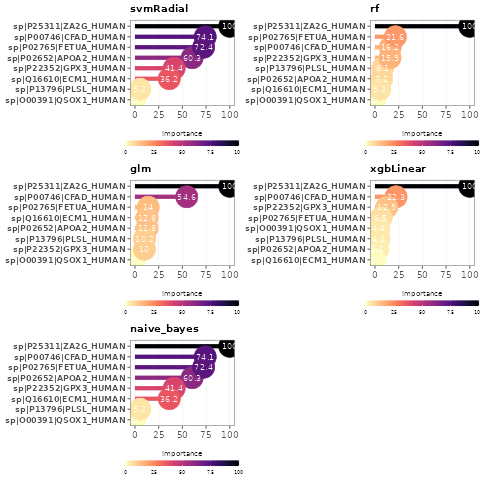 svmRadial
sp|P25311|ZA2G_HUMAN 100
sp|P00746|CFAD_HUMAN 74.1
sp|P02765|FETUA_HUMAN 72.4
sp|P02652|APOA2_HUMAN 60.3
sp|P22352|GPX3_HUMAN 41.4
sp|Q16610|ECM1_HUMAN 36.2
sp|P13796|PLSL_HUMAN 5.2
sp|O00391|QSOX1_HUMAN
0 25 50 75 100
importance
0 25 50 75 100
rf
sp|P25311|ZA2G_HUMAN 100
sp|P02765|FETUA_HUMAN 21.6
sp|P00746|CFAD_HUMAN 16.2
sp|P22352|GPX3_HUMAN 15.9
sp|P13796|PLSL_HUMAN 8.1
sp|P02652|APOA2_HUMAN
sp|Q16610|ECM1_HUMAN
sp|O00391|QSOX1_HUMAN
0 25 50 75 100
importance
0 25 50 75 100
glm
sp|P25311|ZA2G_HUMAN 100
sp|P00746|CFAD_HUMAN 54.6
sp|P02765|FETUA_HUMAN 14
sp|Q16610|ECM1_HUMAN 12.8
sp|P02652|APOA2_HUMAN 12.8
sp|P13796|PLSL_HUMAN 10.2
sp|P22352|GPX3_HUMAN 10
sp|O00391|QSOX1_HUMAN
0 25 50 75 100
importance
0 25 50 75 100
xgbLinear
sp|P25311|ZA2G_HUMAN 100
sp|P00746|CFAD_HUMAN 22.3
sp|P22352|GPX3_HUMAN 12.5
sp|P02765|FETUA_HUMAN
sp|O00391|QSOX1_HUMAN
sp|P13796|PLSL_HUMAN
sp|P02652|APOA2_HUMAN
sp|Q16610|ECM1_HUMAN
0 25 50 75 100
importance
0 25 50 75 100
naive_bayes
sp|P25311|ZA2G_HUMAN 100
sp|P00746|CFAD_HUMAN 74.1
sp|P02765|FETUA_HUMAN 72.4
sp|P02652|APOA2_HUMAN 60.3
sp|P22352|GPX3_HUMAN 41.4
sp|Q16610|ECM1_HUMAN 36.2
sp|P13796|PLSL_HUMAN 5.2
sp|O00391|QSOX1_HUMAN
0 25 50 75 100
importance
0 25 50 75 100